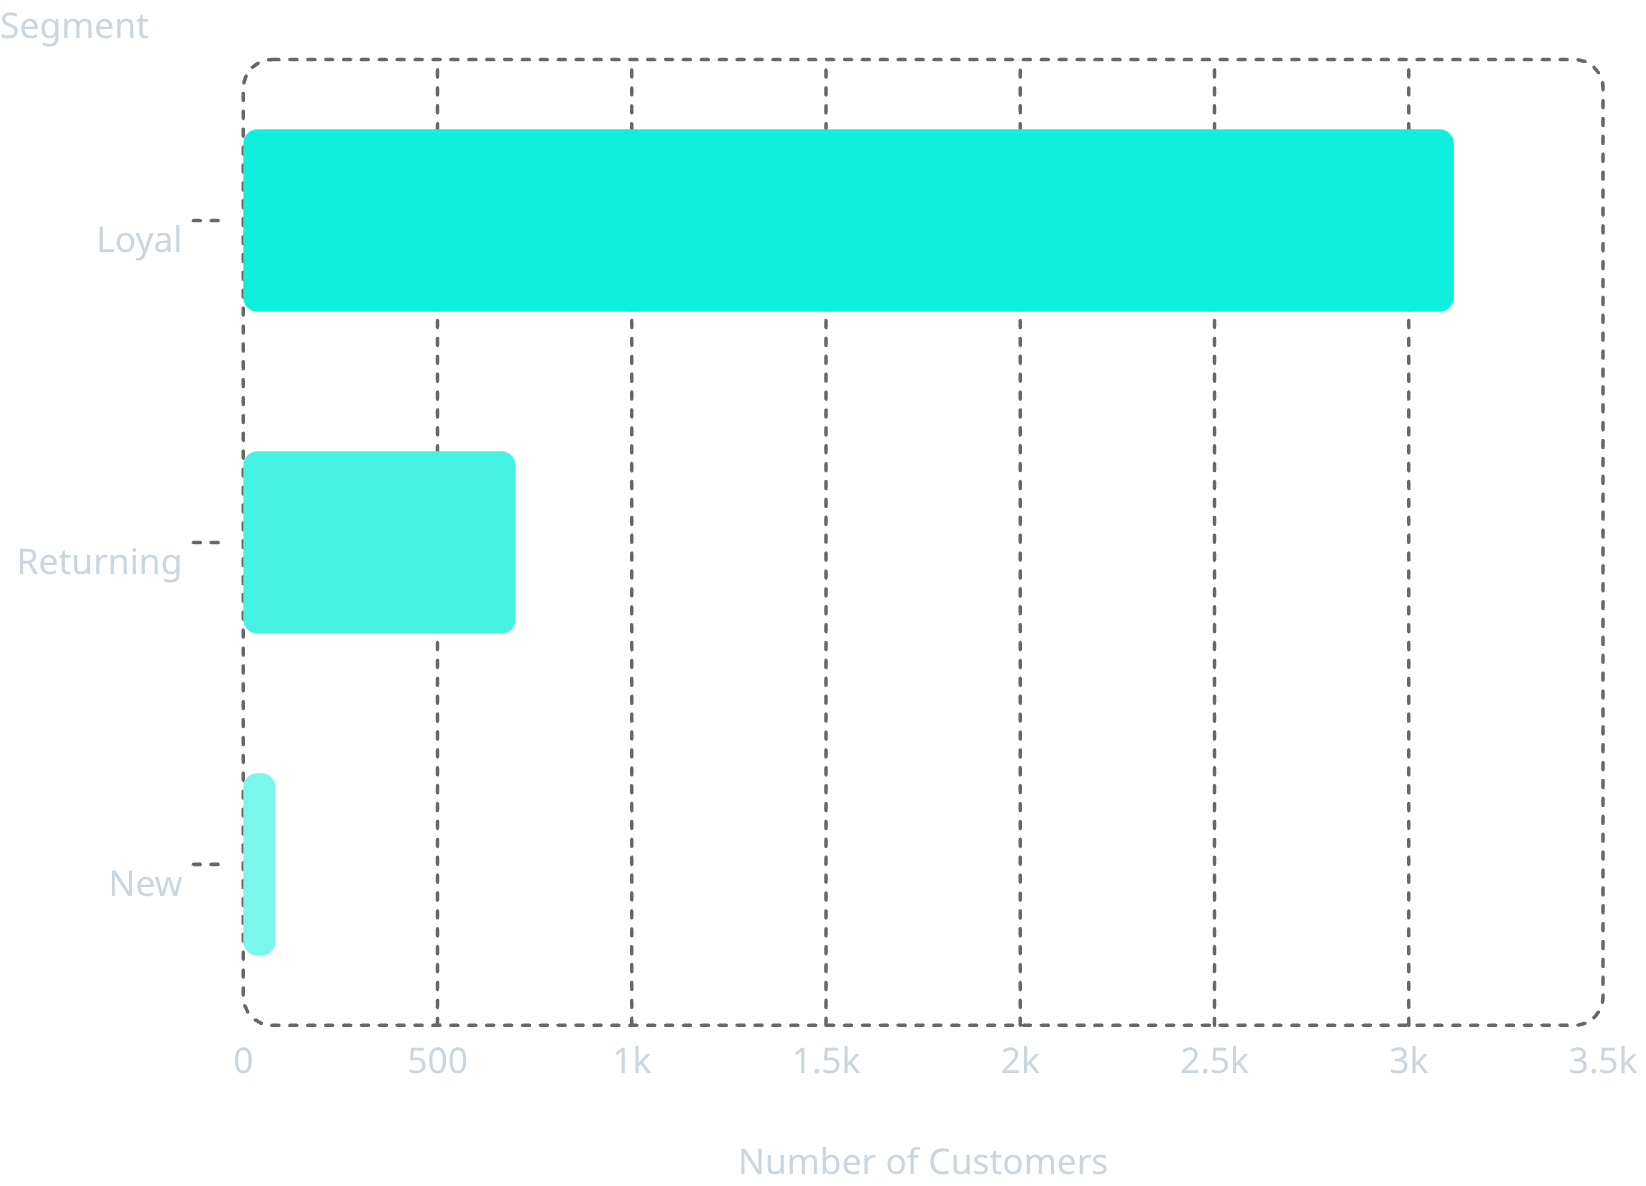 Segment
Loyal
Returning
New
0 500 1k 1.5k 2k 2.5k 3k 3.5k
Number of Customers